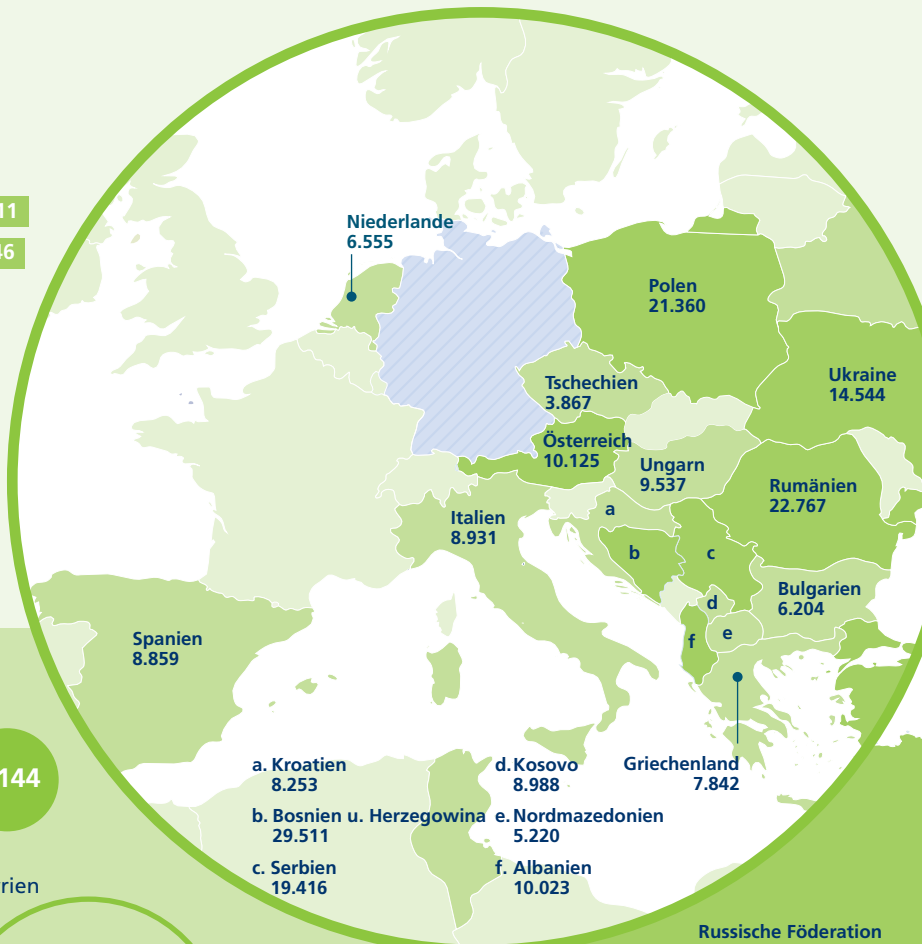 11
46
Niederlande
6.555
Polen
21.360
Ukraine
14.544
Tschechien
3.867
Österreich
10.125
Ungarn
9.537
Rumänien
22.767
Italien
8.931
a
b
c
Bulgarien
6.204
d
e
f
Spanien
8.859
144
a. Kroatien
8.253
b. Bosnien u. Herzegowina
29.511
c. Serbien
19.416
d. Kosovo
8.988
e. Nordmazedonien
5.220
f. Albanien
10.023
Griechenland
7.842
rien
Russische Föderation